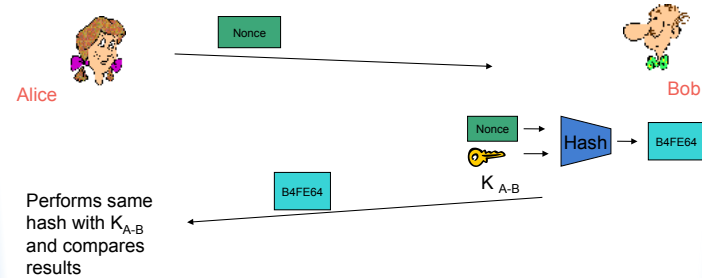 Nonce
Alice
Bob
Nonce
Hash
B4FE64
K A-B
B4FE64
Performs same
hash with KA-B
and compares
results